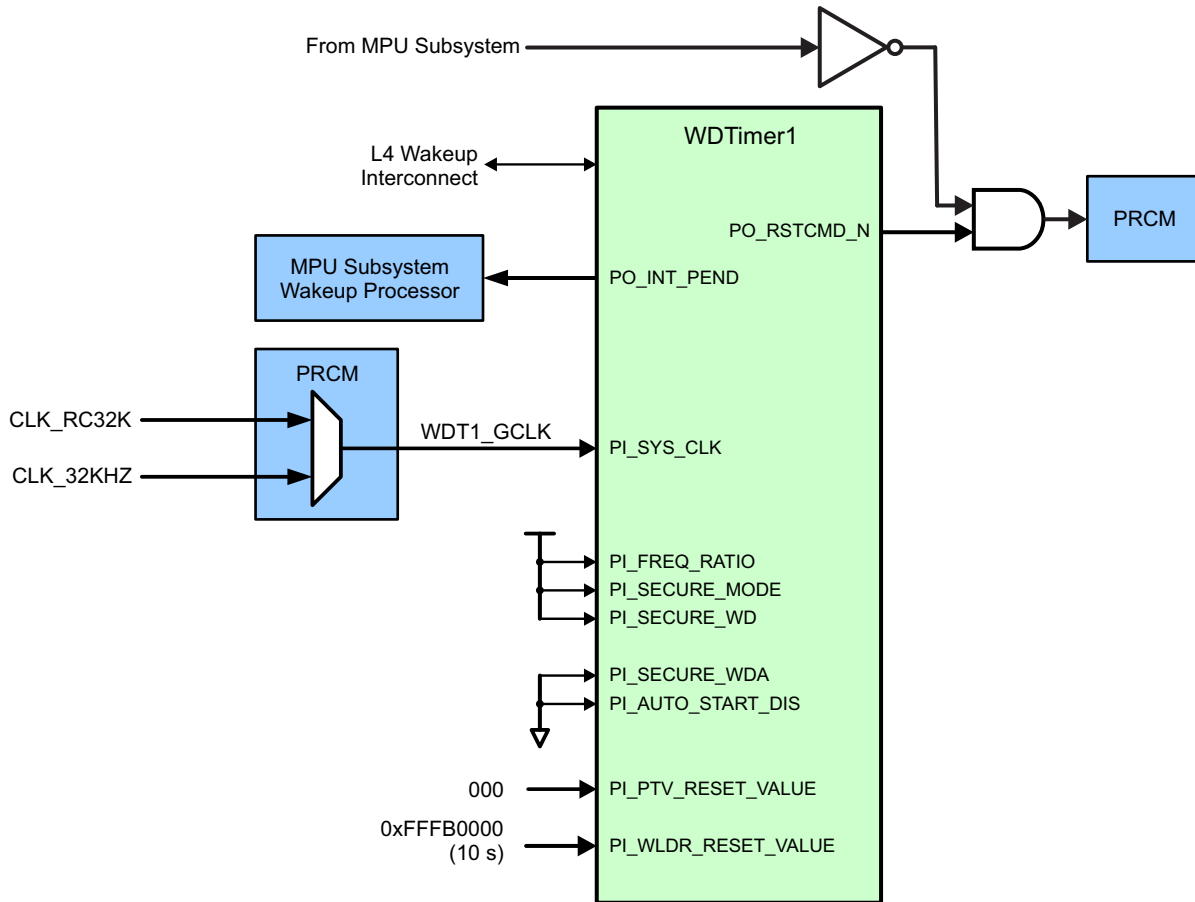 From MPU Subsystem
WDTimer1
L4 Wakeup
Interconnect
PRCM
PO_RSTCMD_N
MPU Subsystem
Wakeup Processor
PO_INT_PEND
PRCM
CLK_RC32K
WDT1_GCLK
PI_SYS_CLK
CLK_32KHZ
PI_FREQ_RATIO
PI_SECURE_MODE
PI_SECURE_WD
PI_SECURE_WDA
PI_AUTO_START_DIS
000
PI_PTV_RESET_VALUE
0xFFFB0000
(10 s)
PI_WLDR_RESET_VALUE